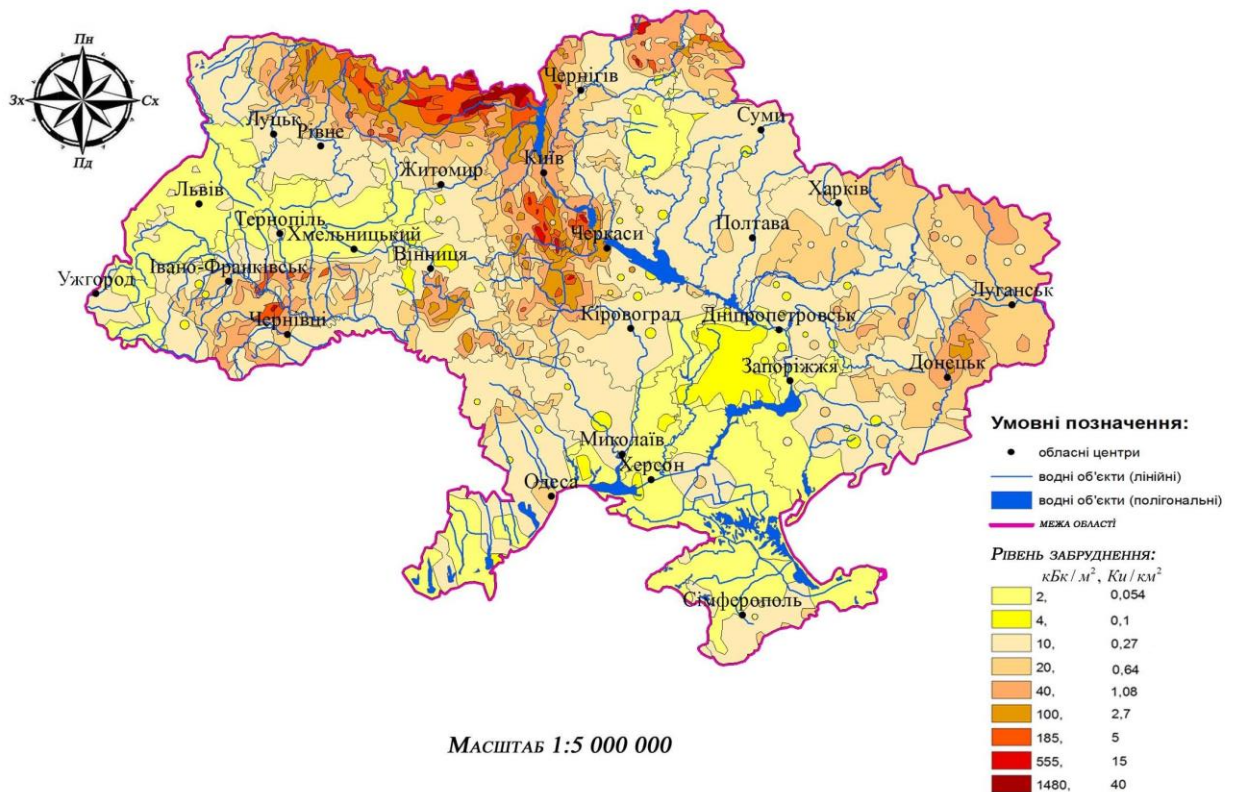 Пн
Зх
Сх
Пд
Чернігів
Луцьк
Рівне
Суми
Київ
Житомир
Львів
Харків
Тернопіль
Хмельницький
Полтава
Черкаси
Вінниця
Івано-Франківськ
Ужгород
Луганськ
Чернівці
Кіровоград
Дніпропетровськ
Запоріжжя
Донецьк
Миколаїв
Херсон
Одеса
Сімферополь
Умовні позначення:
обласні центри
водні об'єкти (лінійні)
водні об'єкти (полігональні)
МЕЖА ОБЛАСТІ
РІВЕНЬ ЗАБРУДНЕННЯ:
кБк / м², Ки / км²
2, 0,054
4, 0,1
10, 0,27
20, 0,64
40, 1,08
100, 2,7
185, 5
555, 15
1480, 40
МАСШТАБ 1:5 000 000